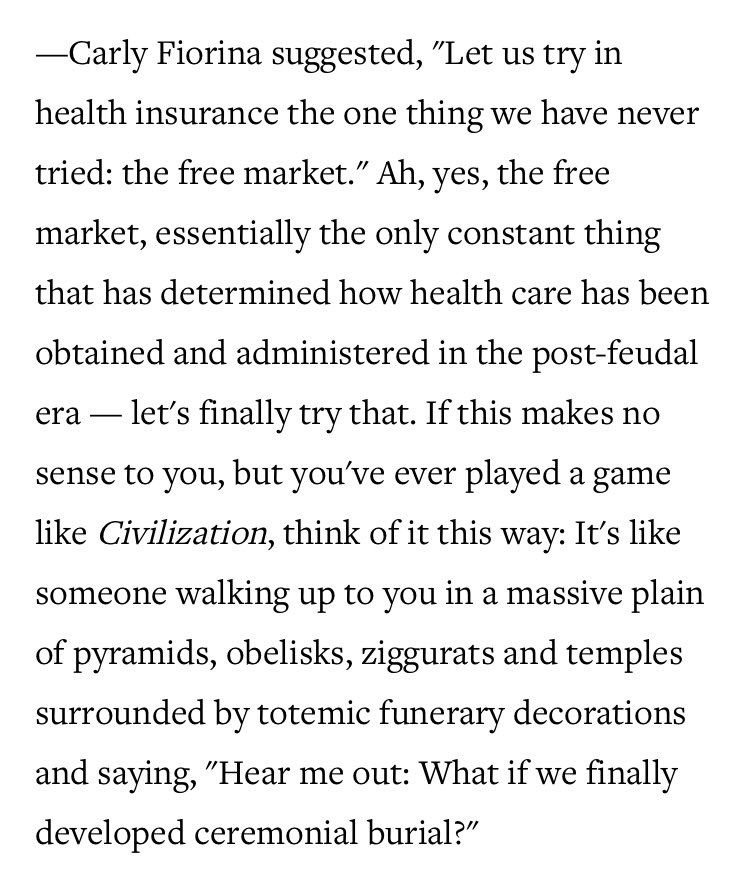 —Carly Fiorina suggested, "Let us try in
health insurance the one thing we have never
tried: the free market." Ah, yes, the free
market, essentially the only constant thing
that has determined how health care has been
obtained and administered in the post-feudal
era — let's finally try that. If this makes no
sense to you, but you've ever played a game
like Civilization, think of it this way: It's like
someone walking up to you in a massive plain
of pyramids, obelisks, ziggurats and temples
surrounded by totemic funerary decorations
and saying, "Hear me out: What if we finally
developed ceremonial burial?"